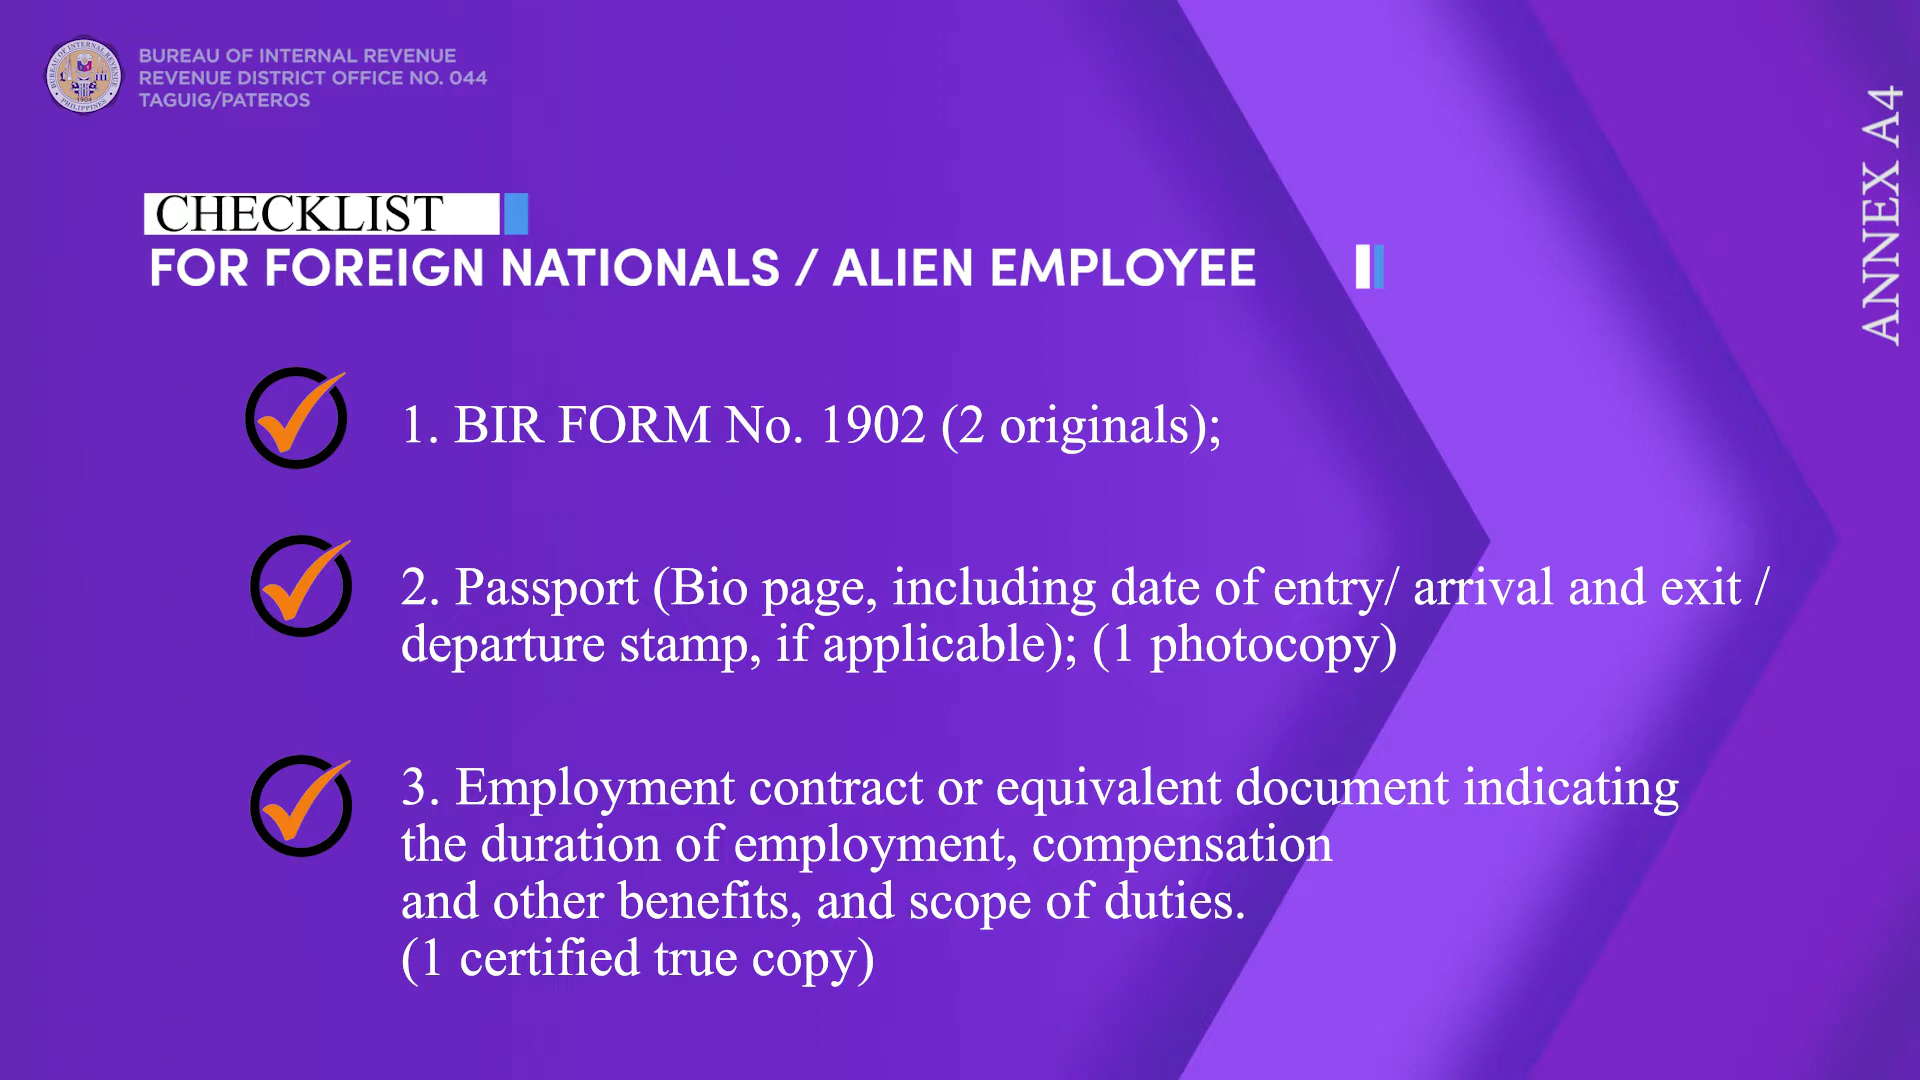 BUREAU OF INTERNAL REVENUE
REVENUE DISTRICT OFFICE NO. 044
TAGUIG/PATEROS
ANNEX A4
CHECKLIST
FOR FOREIGN NATIONALS / ALIEN EMPLOYEE
1. BIR FORM No. 1902 (2 originals);
2. Passport (Bio page, including date of entry/ arrival and exit /
departure stamp, if applicable); (1 photocopy)
3. Employment contract or equivalent document indicating
the duration of employment, compensation
and other benefits, and scope of duties.
(1 certified true copy)